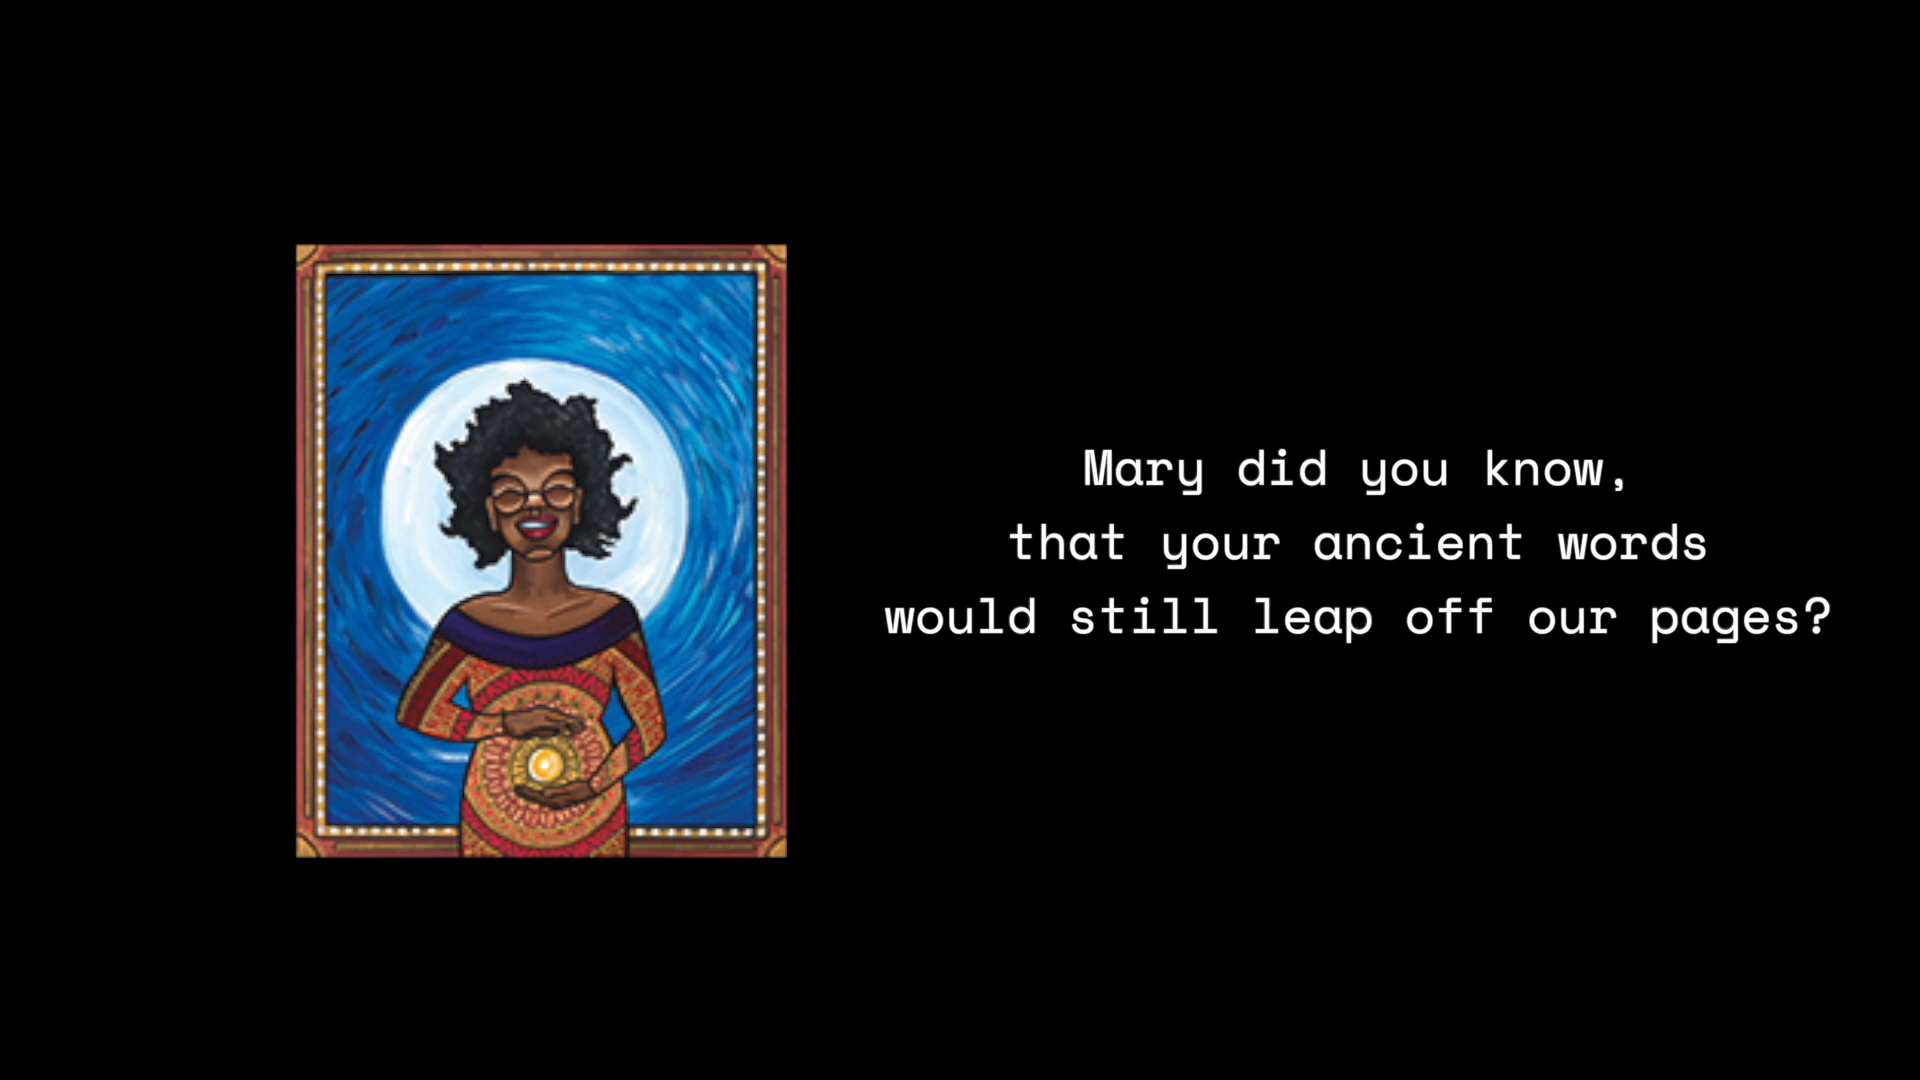 Mary did you know,
that your ancient words
would still leap off our pages?